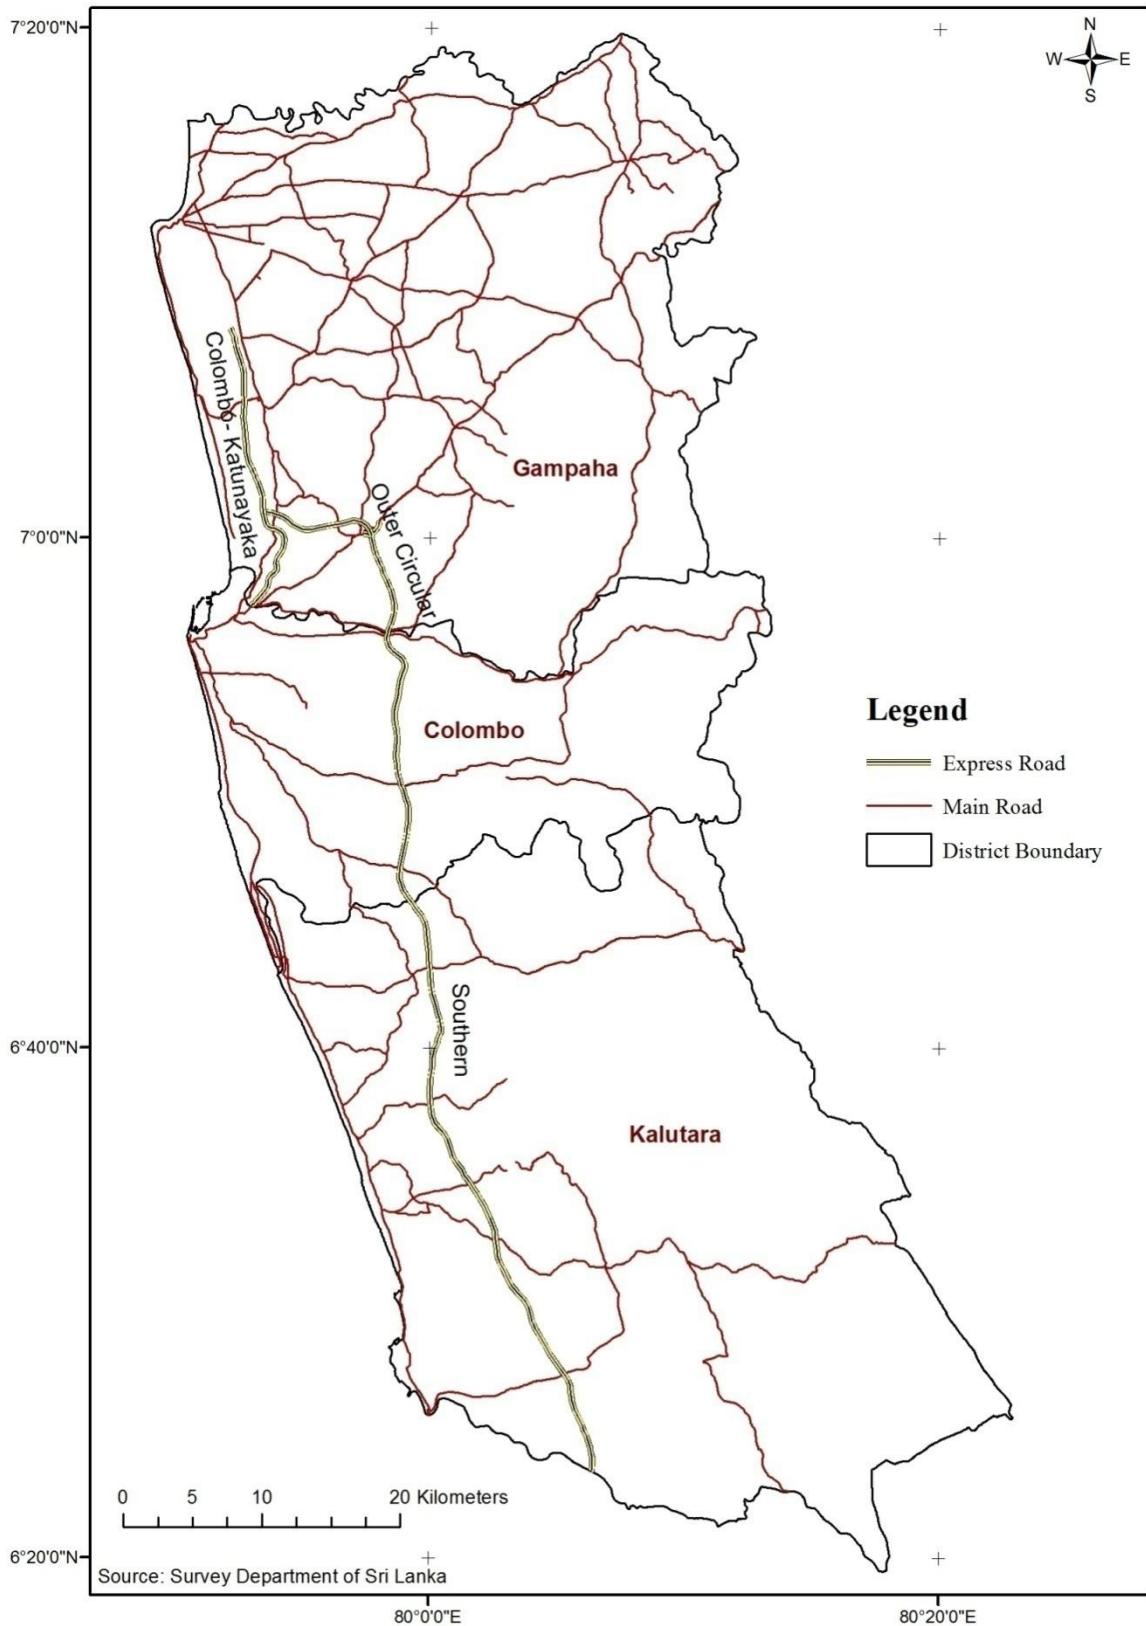 7°20'0"N
N
W E
S
Colombo- Katunayaka
Gampaha
Outer Circular
7°0'0"N
Legend
Colombo
Express Road
Main Road
District Boundary
Southern
6°40'0"N
Kalutara
0 5 10 20 Kilometers
6°20'0"N
Source: Survey Department of Sri Lanka
80°0'0"E 80°20'0"E